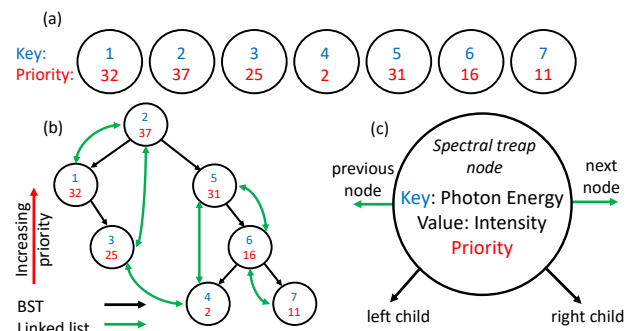 (a)
Key: 1 2 3 4 5 6 7
Priority: 32 37 25 2 31 16 11
(b)
2
37
1
32
5
31
3
25
6
16
4
2
7
11
Increasing
priority
BST
Linked list
(c)
Spectral treap
node
previous
node
next
node
Key: Photon Energy
Value: Intensity
Priority
left child
right child